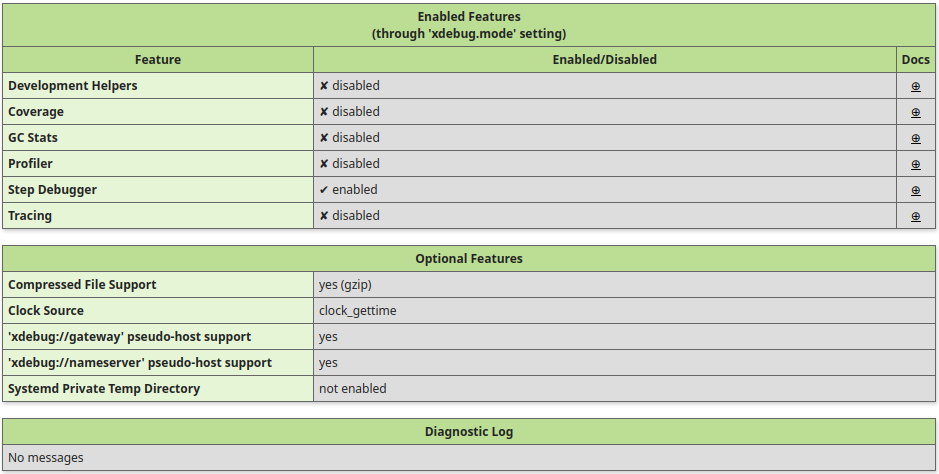 Enabled Features
(through 'xdebug.mode' setting)
Feature Enabled/Disabled Docs
Development Helpers ✘ disabled ⊕
Coverage ✘ disabled ⊕
GC Stats ✘ disabled ⊕
Profiler ✘ disabled ⊕
Step Debugger ✔ enabled ⊕
Tracing ✘ disabled ⊕
Optional Features
Compressed File Support yes (gzip)
Clock Source clock_gettime
'xdebug://gateway' pseudo-host support yes
'xdebug://nameserver' pseudo-host support yes
Systemd Private Temp Directory not enabled
Diagnostic Log
No messages